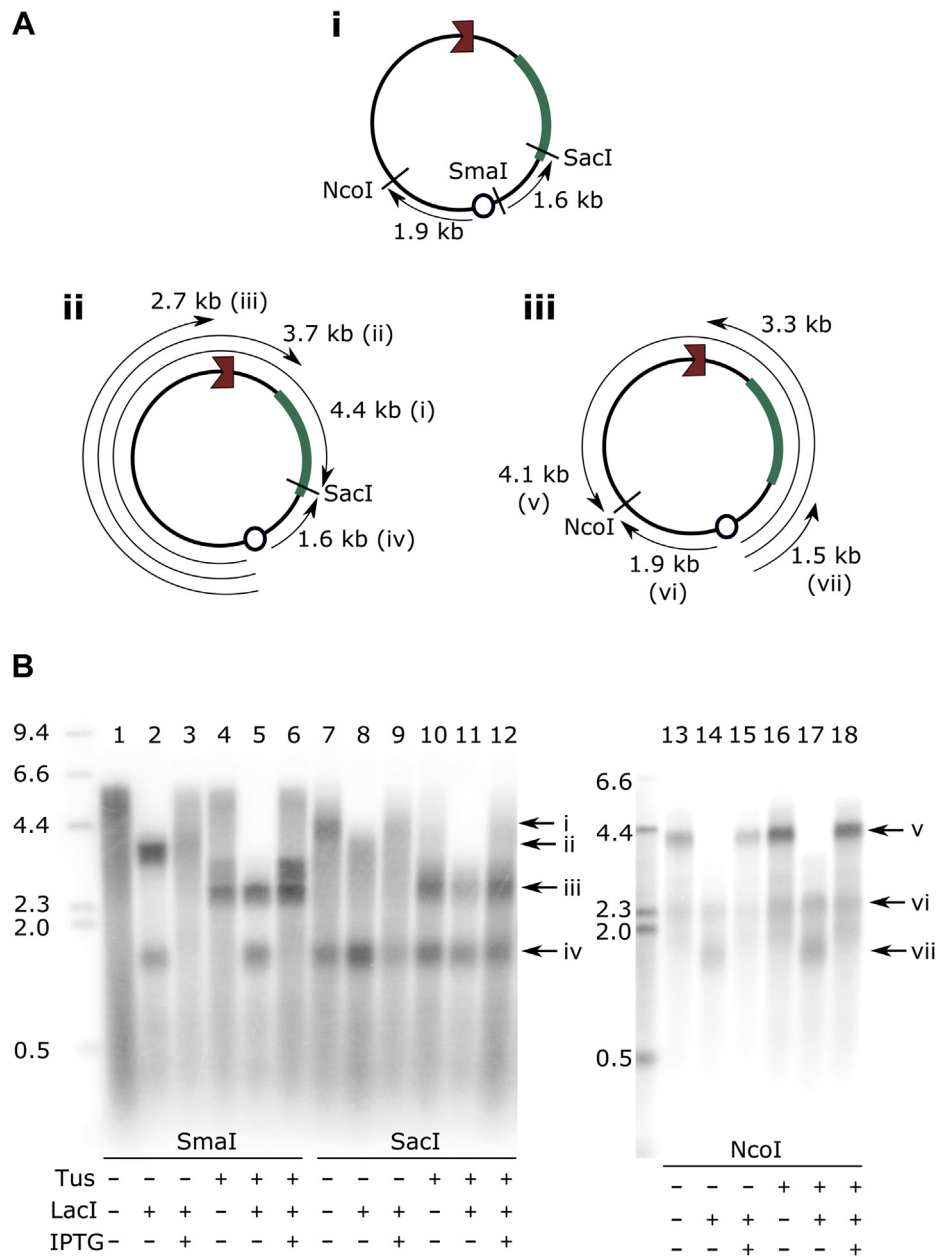 A
i
NcoI
SmaI
SacI
1.9 kb
1.6 kb
ii
2.7 kb (iii)
3.7 kb (ii)
4.4 kb (i)
SacI
1.6 kb (iv)
iii
3.3 kb
4.1 kb
(v)
NcoI
1.9 kb
(vi)
1.5 kb
(vii)
B
9.4
6.6
4.4
2.3
2.0
0.5
1 2 3 4 5 6 7 8 9 10 11 12
i
ii
iii
iv
SmaI SacI
Tus – – – + + + – – – + + +
LacI – + + – + + – + + – + +
IPTG – – + – – + – – + – – +
13 14 15 16 17 18
6.6
4.4
2.3
2.0
0.5
v
vi
vii
NcoI
– – – + + +
– + + – + +
– – + – – +